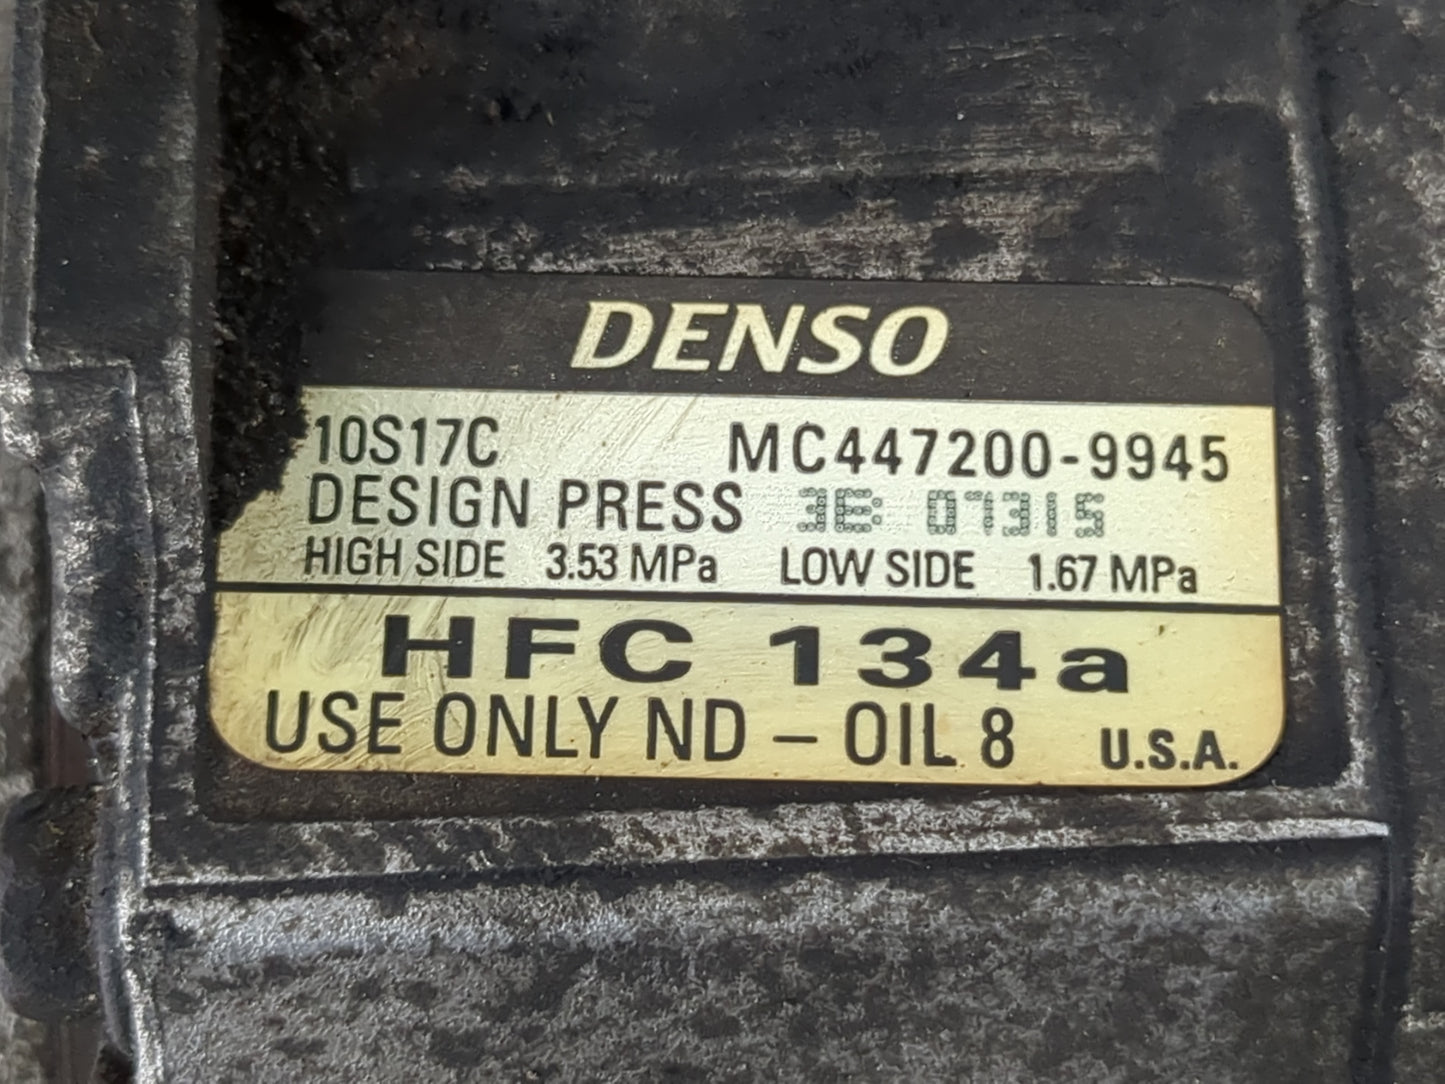 DENSO
10S17C MC447200-9945
DESIGN PRESS 3E 07315
HIGH SIDE 3.53 MPa LOW SIDE 1.67 MPa
HFC 134a
USE ONLY ND - OIL 8 U.S.A.